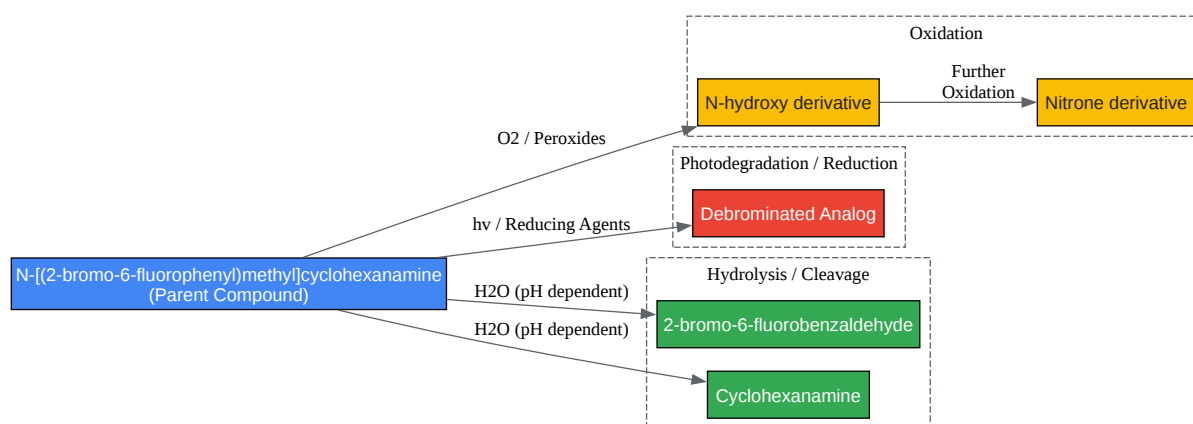 Oxidation
Further
Oxidation
N-hydroxy derivative
Nitrone derivative
O2 / Peroxides
Photodegradation / Reduction
Debrominated Analog
hv / Reducing Agents
N-[(2-bromo-6-fluorophenyl)methyl]cyclohexanamine
(Parent Compound)
Hydrolysis / Cleavage
H2O (pH dependent)
2-bromo-6-fluorobenzaldehyde
H2O (pH dependent)
Cyclohexanamine